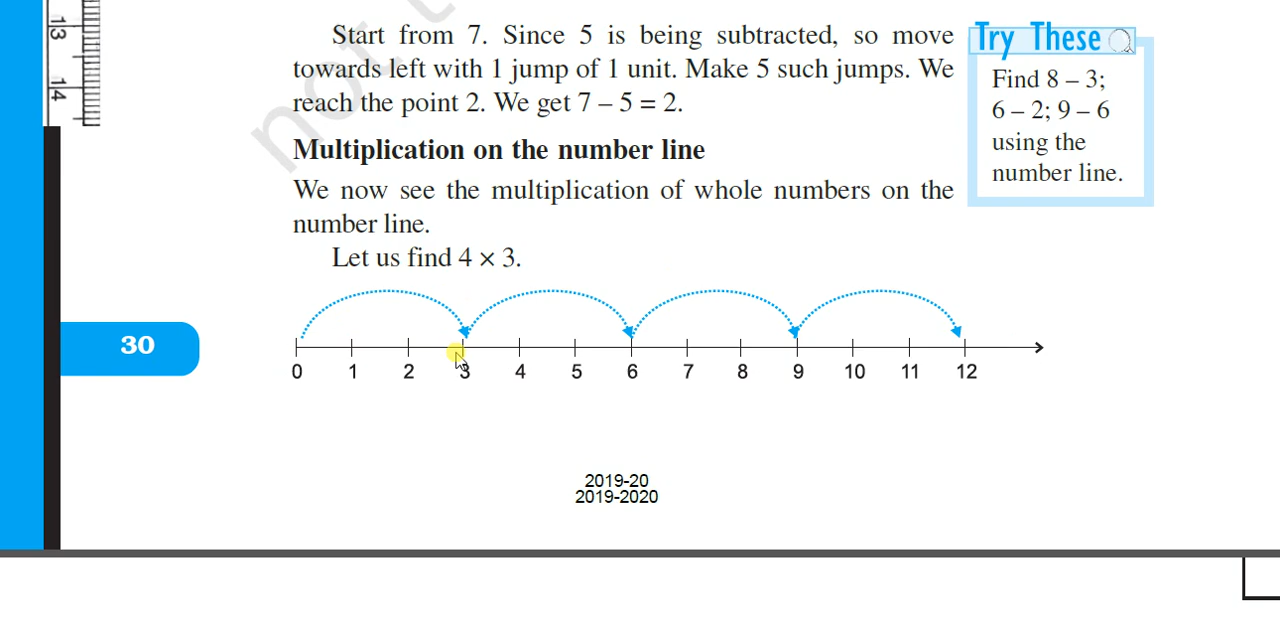 13
14
Start from 7. Since 5 is being subtracted, so move
towards left with 1 jump of 1 unit. Make 5 such jumps. We
reach the point 2. We get 7 – 5 = 2.
Multiplication on the number line
We now see the multiplication of whole numbers on the
number line.
Let us find 4 × 3.
Try These
Find 8 – 3;
6 – 2; 9 – 6
using the
number line.
30
0 1 2 3 4 5 6 7 8 9 10 11 12
2019-20
2019-2020
not